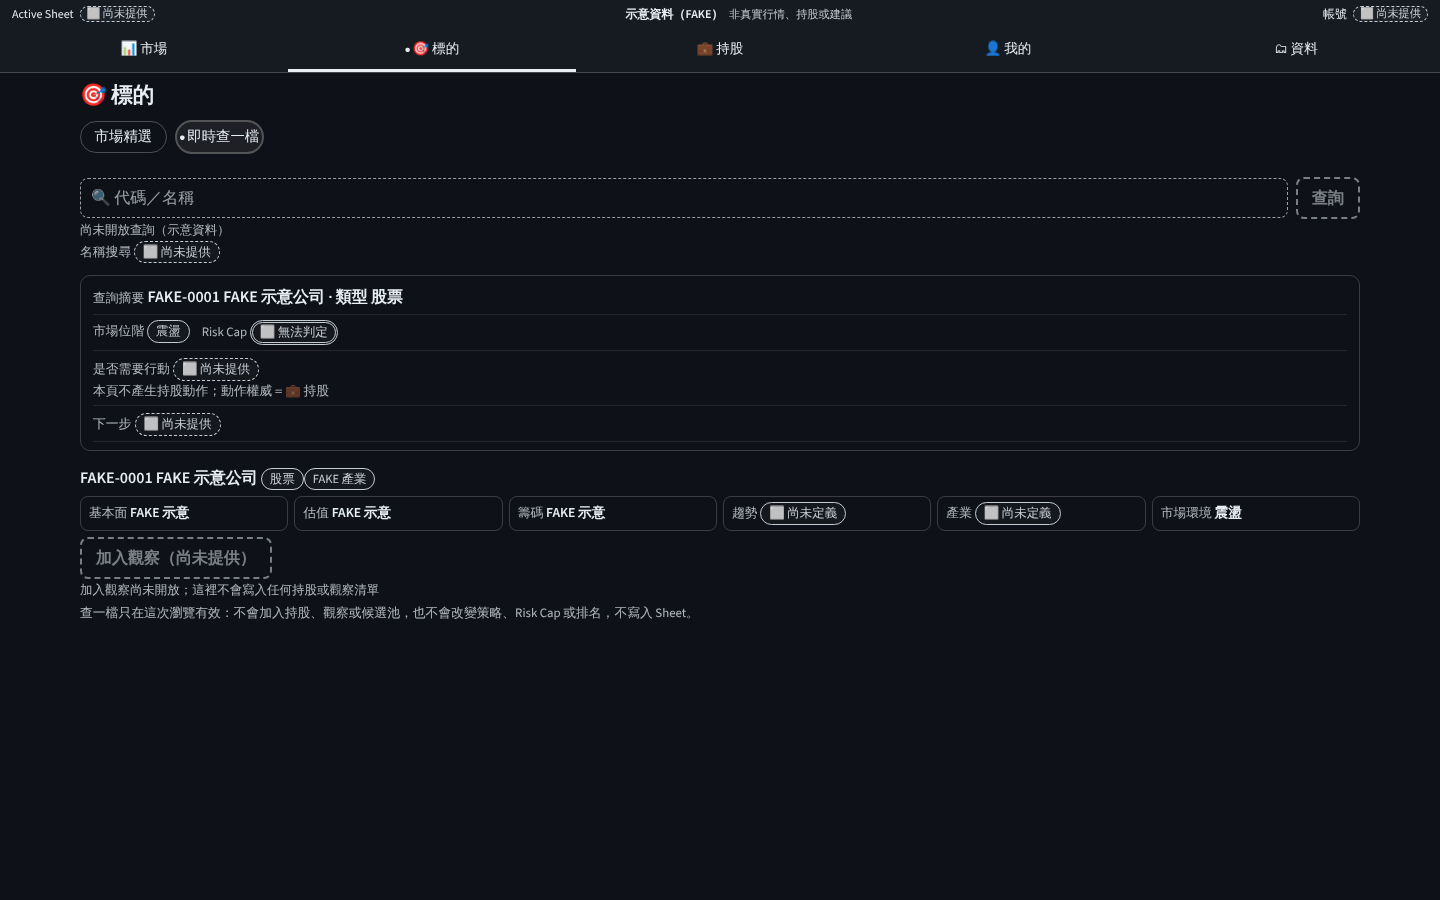 Active Sheet 尚未提供
示意資料（FAKE） 非真實行情、持股或建議
帳號 尚未提供
市場
標的
持股
我的
資料
標的
市場精選
即時查一檔
代碼／名稱
查詢
尚未開放查詢（示意資料）
名稱搜尋 尚未提供
查詢摘要 FAKE-0001 FAKE 示意公司 · 類型 股票
市場位階 震盪 Risk Cap 無法判定
是否需要行動 尚未提供
本頁不產生持股動作；動作權威＝💼 持股
下一步 尚未提供
FAKE-0001 FAKE 示意公司 股票 FAKE 產業
基本面 FAKE 示意
估值 FAKE 示意
籌碼 FAKE 示意
趨勢 尚未定義
產業 尚未定義
市場環境 震盪
加入觀察（尚未提供）
加入觀察尚未開放；這裡不會寫入任何持股或觀察清單
查一檔只在這次瀏覽有效：不會加入持股、觀察或候選池，也不會改變策略、Risk Cap 或排名，不寫入 Sheet。